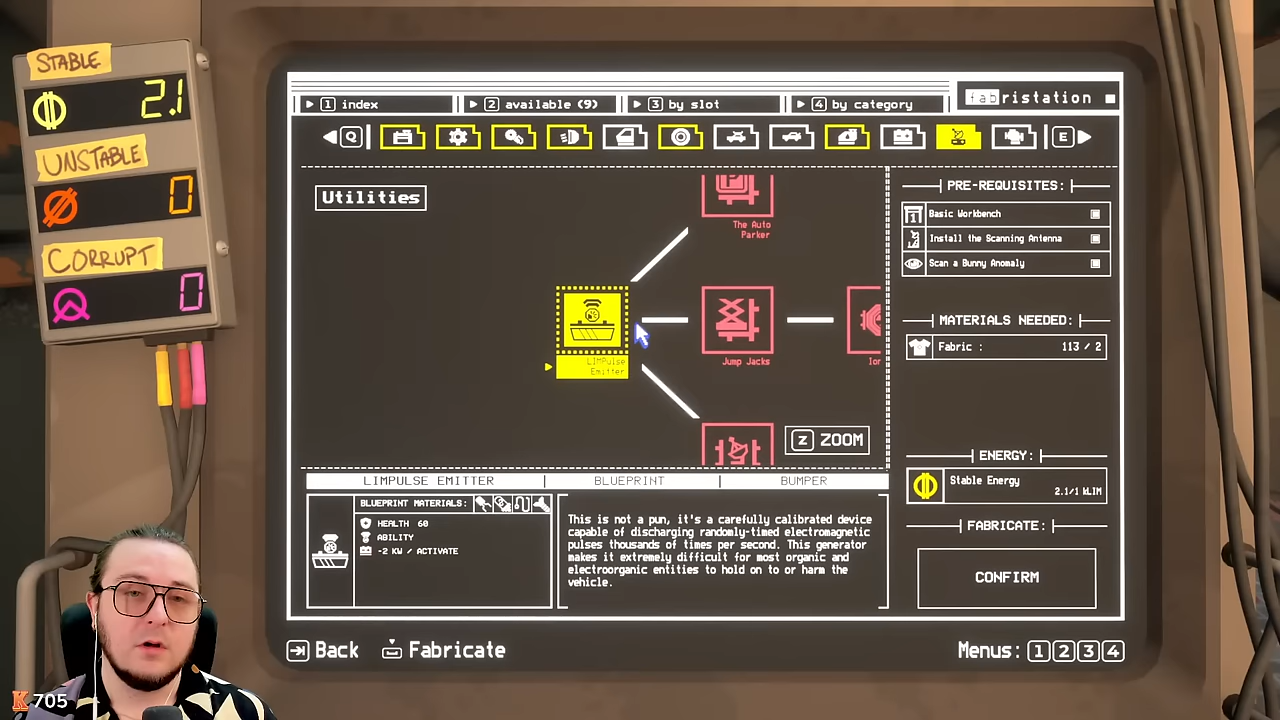 STABLE
2.1
UNSTABLE
0
CORRUPT
0
fabristation
1 index
2 available (9)
3 by slot
4 by category
Q
E
Utilities
The Auto
Parker
LIMPulse
Emitter
Jump Jacks
Ion
Z ZOOM
PRE-REQUISITES:
Basic Workbench
Install the Scanning Antenna
Scan a Bunny Anomaly
MATERIALS NEEDED:
Fabric : 113 / 2
ENERGY:
Stable Energy
2.1/1 kLIM
FABRICATE:
CONFIRM
LIMPULSE EMITTER
BLUEPRINT
BUMPER
BLUEPRINT MATERIALS:
HEALTH 60
ABILITY
-2 KW / ACTIVATE
This is not a pun, it's a carefully calibrated device
capable of discharging randomly-timed electromagnetic
pulses thousands of times per second. This generator
makes it extremely difficult for most organic and
electroorganic entities to hold on to or harm the
vehicle.
Back
Fabricate
Menus: 1 2 3 4
K 705